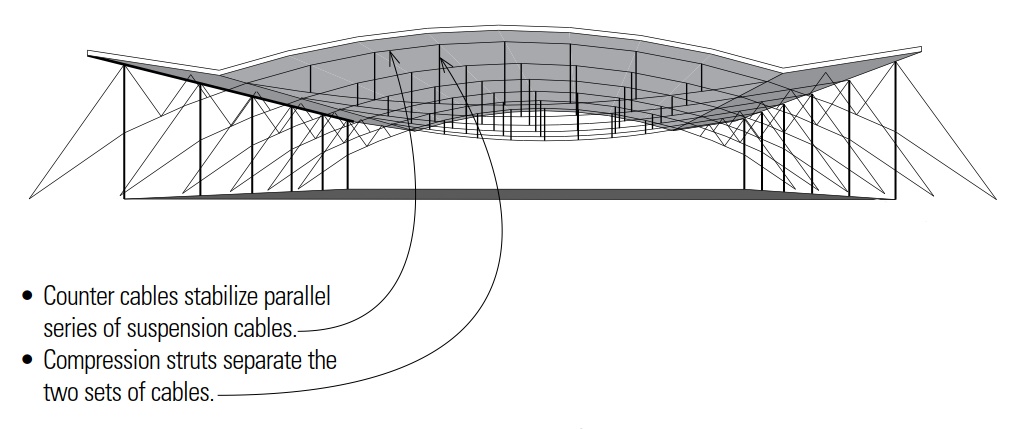 • Counter cables stabilize parallel
series of suspension cables.
• Compression struts separate the
two sets of cables.